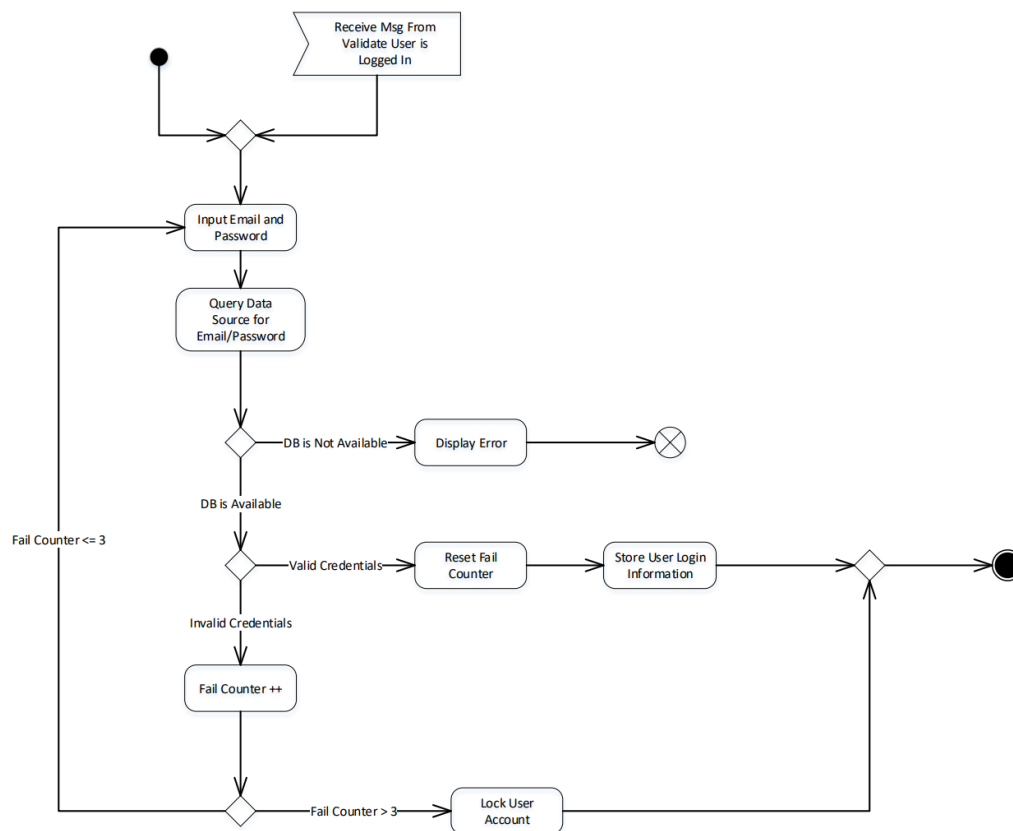 Receive Msg From
Validate User is
Logged In
Input Email and
Password
Query Data
Source for
Email/Password
DB is Not Available
Display Error
DB is Available
Fail Counter <= 3
Valid Credentials
Reset Fail
Counter
Store User Login
Information
Invalid Credentials
Fail Counter ++
Fail Counter > 3
Lock User
Account